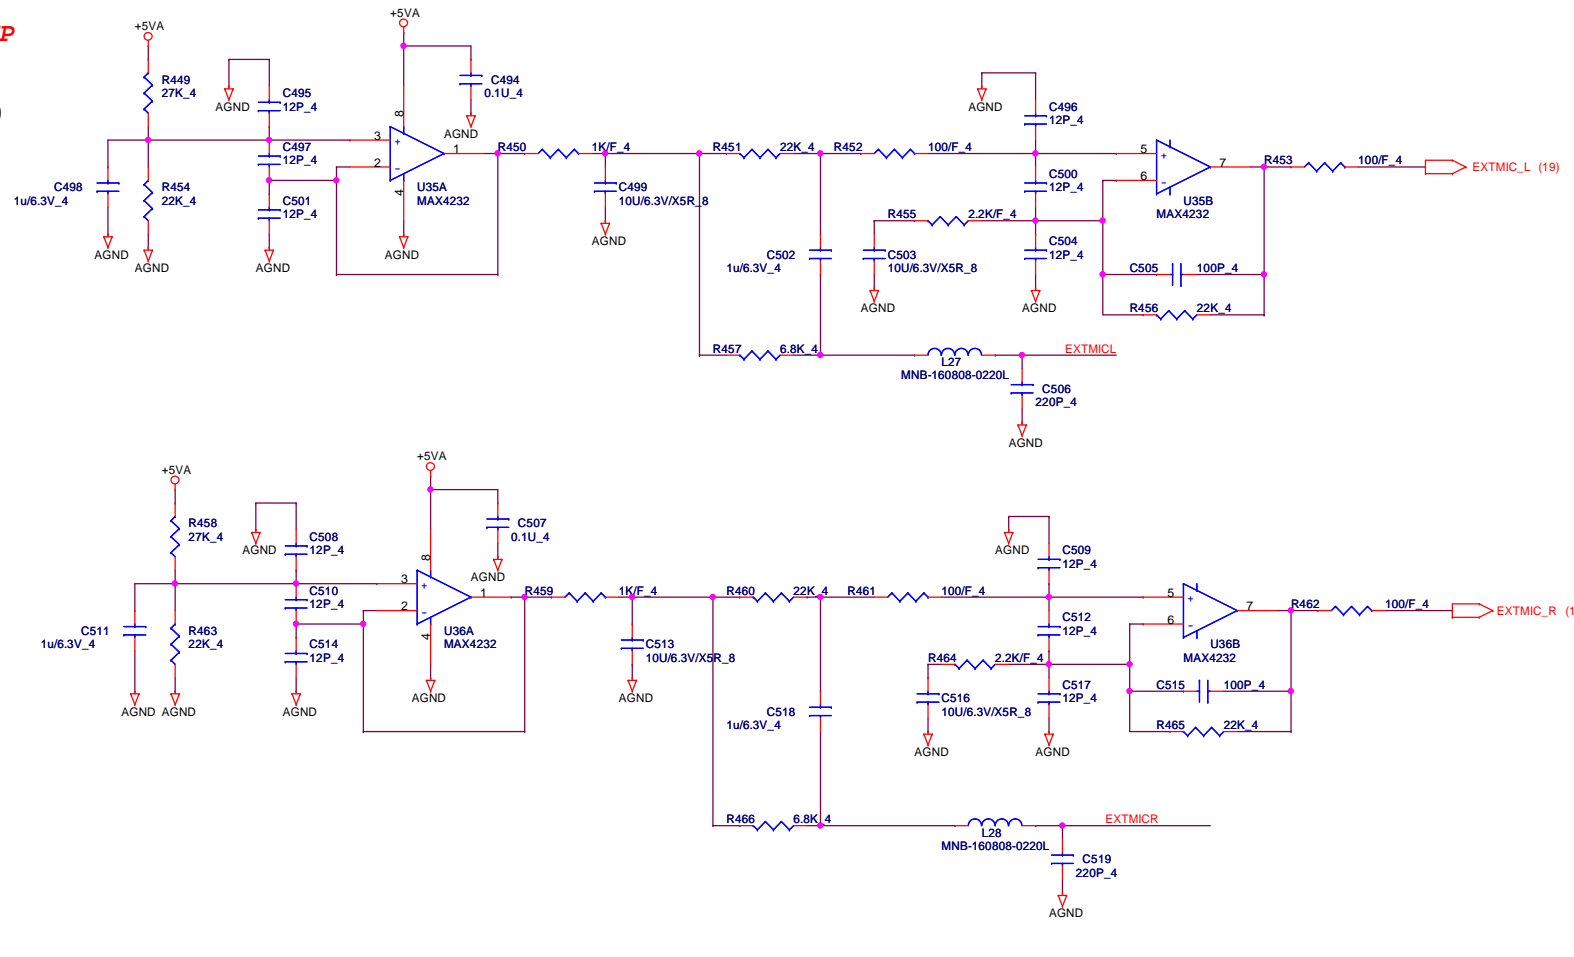 P
)
+5VA
+5VA
R449
27K_4
AGND
C495
12P_4
C494
0.1U_4
AGND
8
3
+
2
-
1
4
C497
12P_4
C498
1u/6.3V_4
R454
22K_4
C501
12P_4
U35A
MAX4232
AGND
AGND
AGND
AGND
R450
1K/F_4
C499
10U/6.3V/X5R_8
AGND
R451
22K_4
R452
100/F_4
AGND
C496
12P_4
C500
12P_4
5
+
6
-
7
R453
100/F_4
EXTMIC_L (19)
U35B
MAX4232
R455
2.2K/F_4
C502
1u/6.3V_4
C503
10U/6.3V/X5R_8
C504
12P_4
C505
100P_4
AGND
AGND
R456
22K_4
R457
6.8K_4
L27
MNB-160808-0220L
EXTMICL
C506
220P_4
AGND
+5VA
+5VA
R458
27K_4
AGND
C508
12P_4
C507
0.1U_4
AGND
8
3
+
2
-
1
4
C510
12P_4
C511
1u/6.3V_4
R463
22K_4
C514
12P_4
U36A
MAX4232
AGND
AGND
AGND
AGND
R459
1K/F_4
C513
10U/6.3V/X5R_8
AGND
R460
22K_4
R461
100/F_4
AGND
C509
12P_4
C512
12P_4
5
+
6
-
7
R462
100/F_4
EXTMIC_R (1
U36B
MAX4232
R464
2.2K/F_4
C518
1u/6.3V_4
C516
10U/6.3V/X5R_8
C517
12P_4
C515
100P_4
AGND
AGND
R465
22K_4
R466
6.8K_4
L28
MNB-160808-0220L
EXTMICR
C519
220P_4
AGND